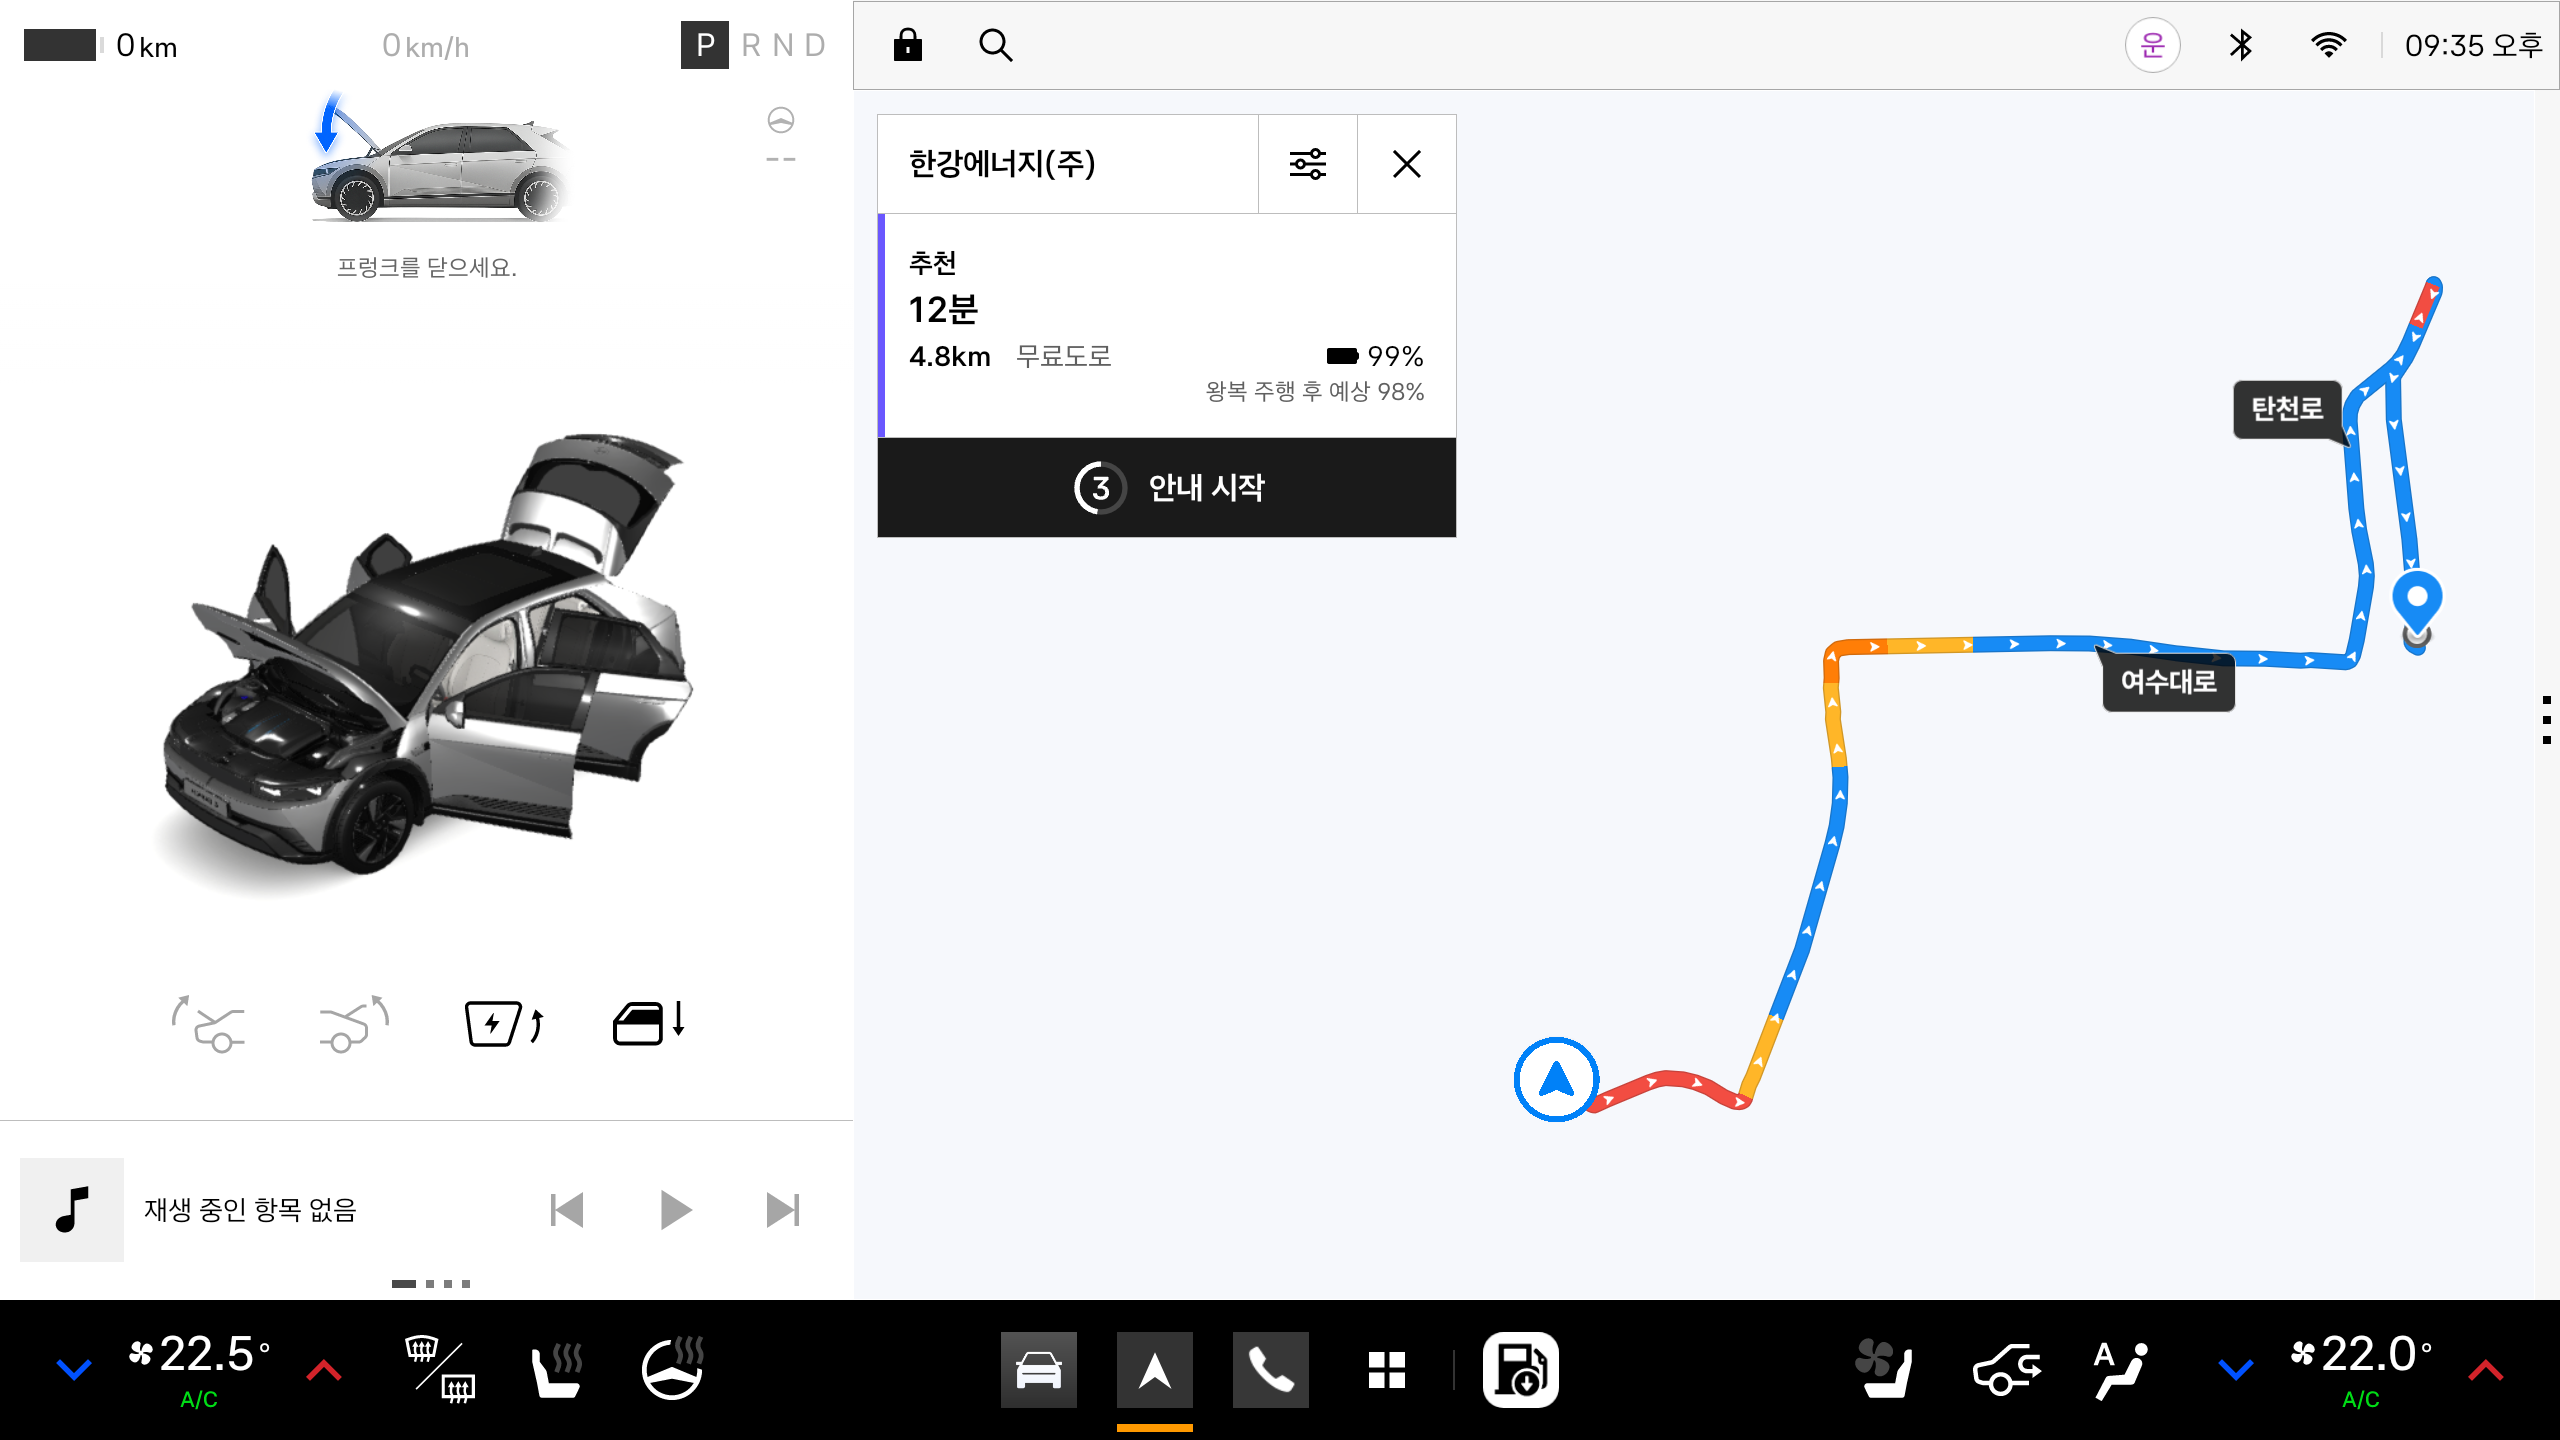 0 km
0 km/h
P R N D
09:35 오후
운
프렁크를 닫으세요.
한강에너지(주)
추천
12분
4.8km 무료도로 99%
왕복 주행 후 예상 98%
3 안내 시작
탄천로
여수대로
재생 중인 항목 없음
22.5°
A/C
A
22.0°
A/C